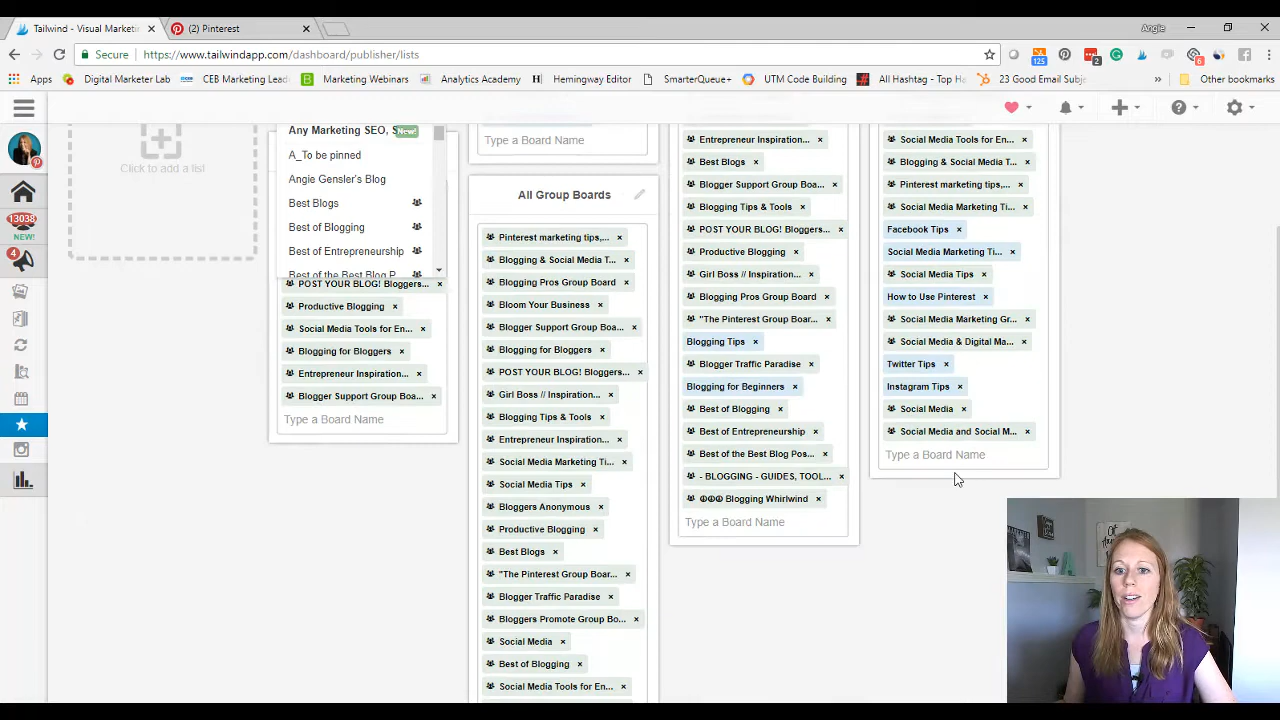 Tailwind - Visual Marketi
(2) Pinterest
Angie
Secure
https://www.tailwindapp.com/dashboard/publisher/lists
125
2
6
Apps
Digital Marketer Lab
CEB Marketing Lead
Marketing Webinars
Analytics Academy
Hemingway Editor
SmarterQueue
UTM Code Building
All Hashtag - Top Ha
23 Good Email Subje
Other bookmarks
13038
NEW!
4
Click to add a list
Any Marketing SEO, S
New!
A_To be pinned
Angie Gensler's Blog
Best Blogs
Best of Blogging
Best of Entrepreneurship
Best of the Best Blog P
POST YOUR BLOG! Bloggers...
Productive Blogging
Social Media Tools for En...
Blogging for Bloggers
Entrepreneur Inspiration...
Blogger Support Group Boa...
Type a Board Name
Type a Board Name
All Group Boards
Pinterest marketing tips,...
Blogging & Social Media T...
Blogging Pros Group Board
Bloom Your Business
Blogger Support Group Boa...
Blogging for Bloggers
POST YOUR BLOG! Bloggers...
Girl Boss // Inspiration...
Blogging Tips & Tools
Entrepreneur Inspiration...
Social Media Marketing Ti...
Social Media Tips
Bloggers Anonymous
Productive Blogging
Best Blogs
"The Pinterest Group Boar...
Blogger Traffic Paradise
Bloggers Promote Group Bo...
Social Media
Best of Blogging
Social Media Tools for En...
Entrepreneur Inspiration...
Best Blogs
Blogger Support Group Boa...
Blogging Tips & Tools
POST YOUR BLOG! Bloggers...
Productive Blogging
Girl Boss // Inspiration...
Blogging Pros Group Board
"The Pinterest Group Boar...
Blogging Tips
Blogger Traffic Paradise
Blogging for Beginners
Best of Blogging
Best of Entrepreneurship
Best of the Best Blog Pos...
- BLOGGING - GUIDES, TOOL...
☮☮☮ Blogging Whirlwind
Type a Board Name
Social Media Tools for En...
Blogging & Social Media T...
Pinterest marketing tips,...
Social Media Marketing Ti...
Facebook Tips
Social Media Marketing Ti...
Social Media Tips
How to Use Pinterest
Social Media Marketing Gr...
Social Media & Digital Ma...
Twitter Tips
Instagram Tips
Social Media
Social Media and Social M...
Type a Board Name